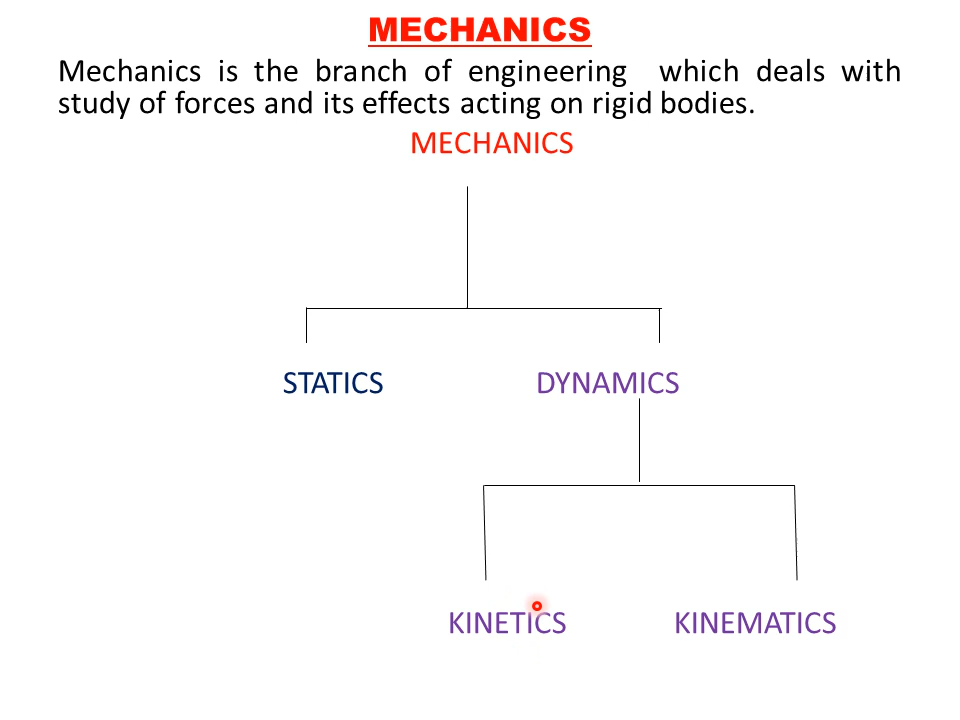 MECHANICS
Mechanics is the branch of engineering which deals with
study of forces and its effects acting on rigid bodies.
MECHANICS
STATICS DYNAMICS
KINETICS KINEMATICS